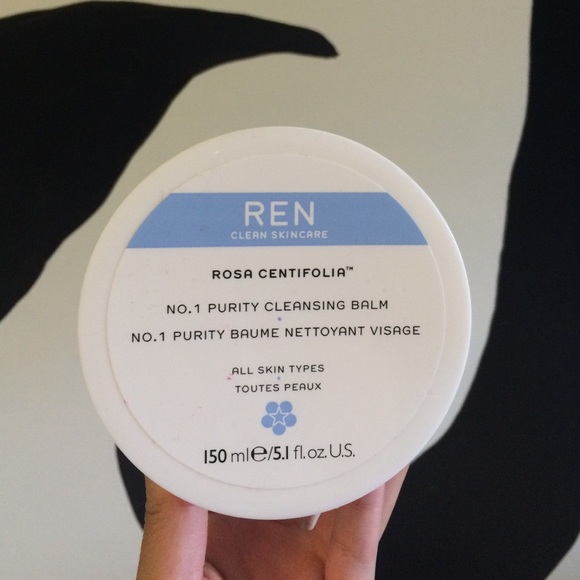 REN
CLEAN SKINCARE
ROSA CENTIFOLIA™
NO.1 PURITY CLEANSING BALM
NO.1 PURITY BAUME NETTOYANT VISAGE
ALL SKIN TYPES
TOUTES PEAUX
150 ml℮/5.1 fl.oz. U.S.